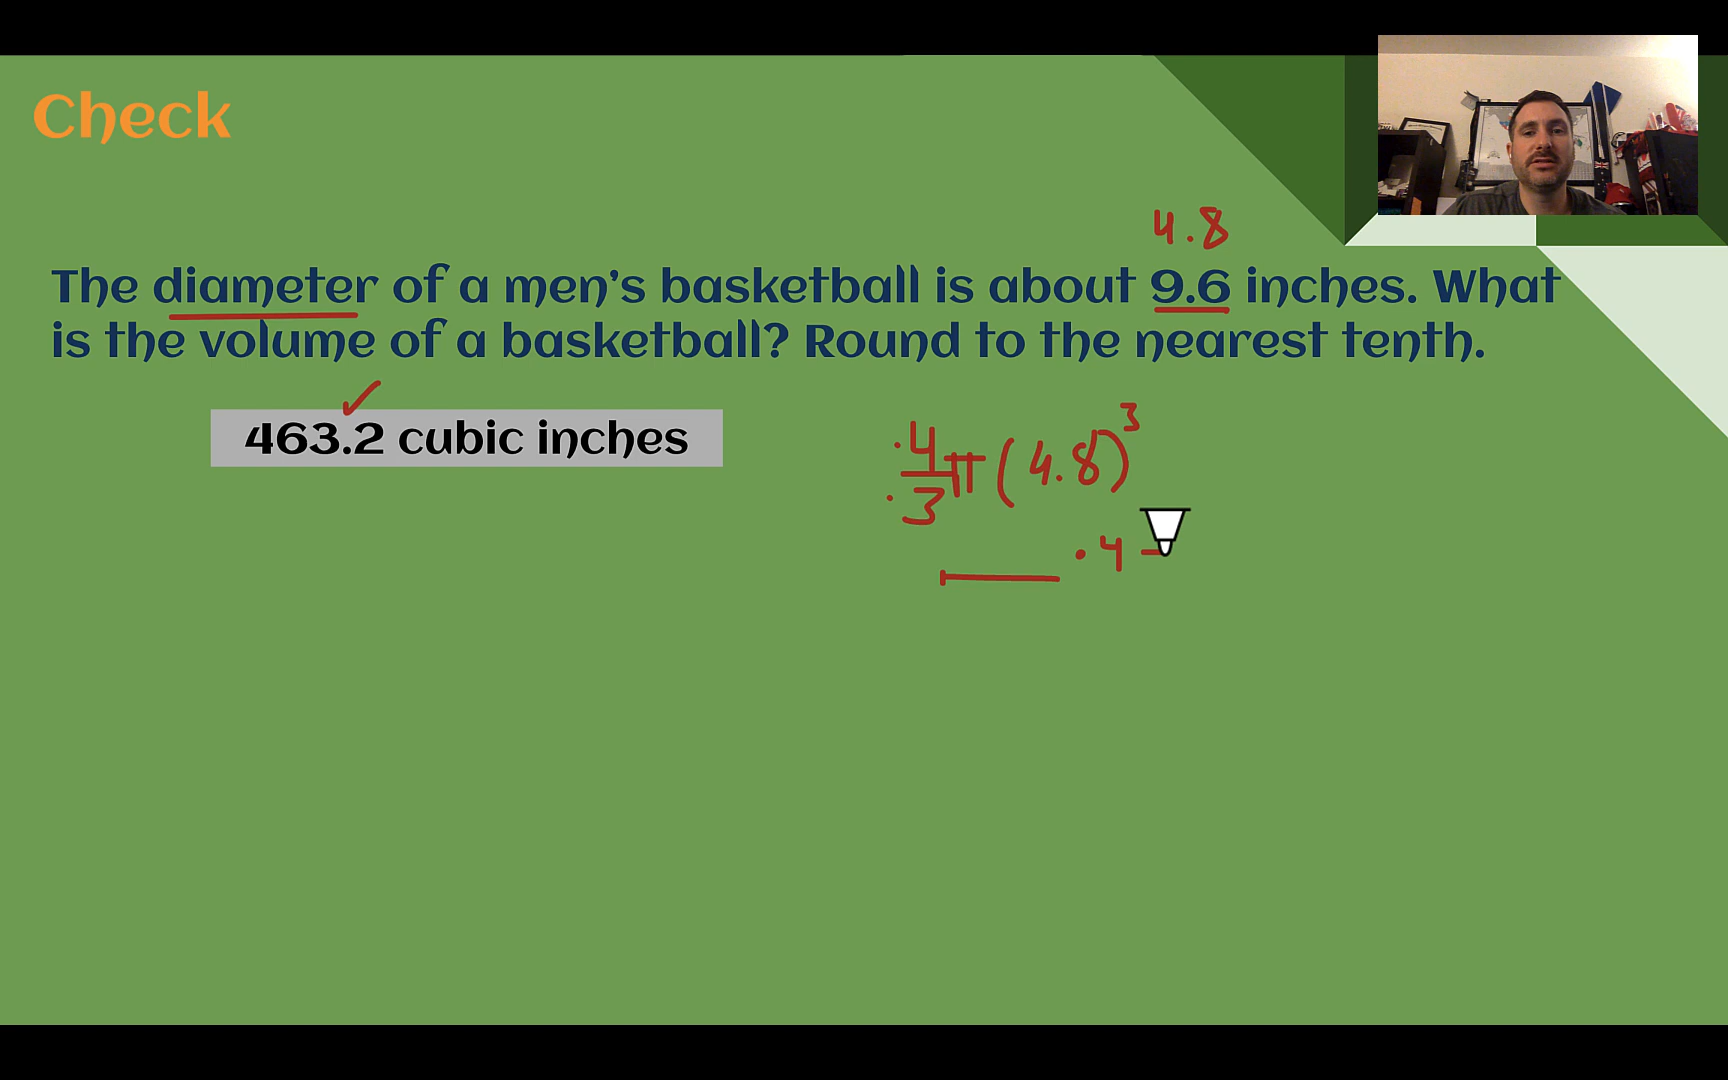 Check
4.8
The diameter of a men's basketball is about 9.6 inches. What
is the volume of a basketball? Round to the nearest tenth.
463.2 cubic inches
· 4/3 π (4.8)³
· 4 -